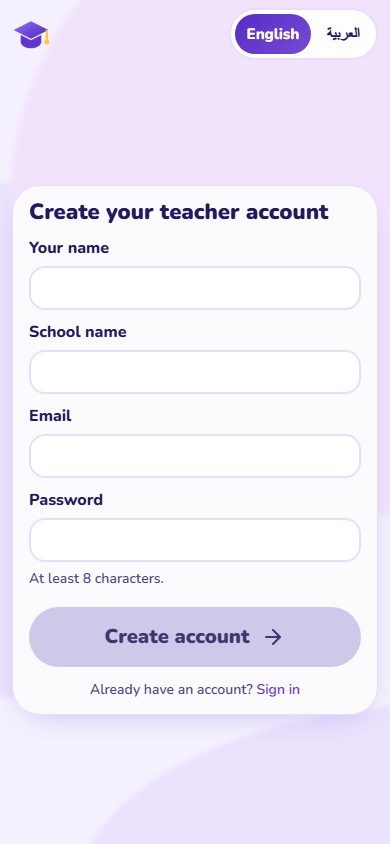 English
العربية
Create your teacher account
Your name
School name
Email
Password
At least 8 characters.
Create account
Already have an account? Sign in